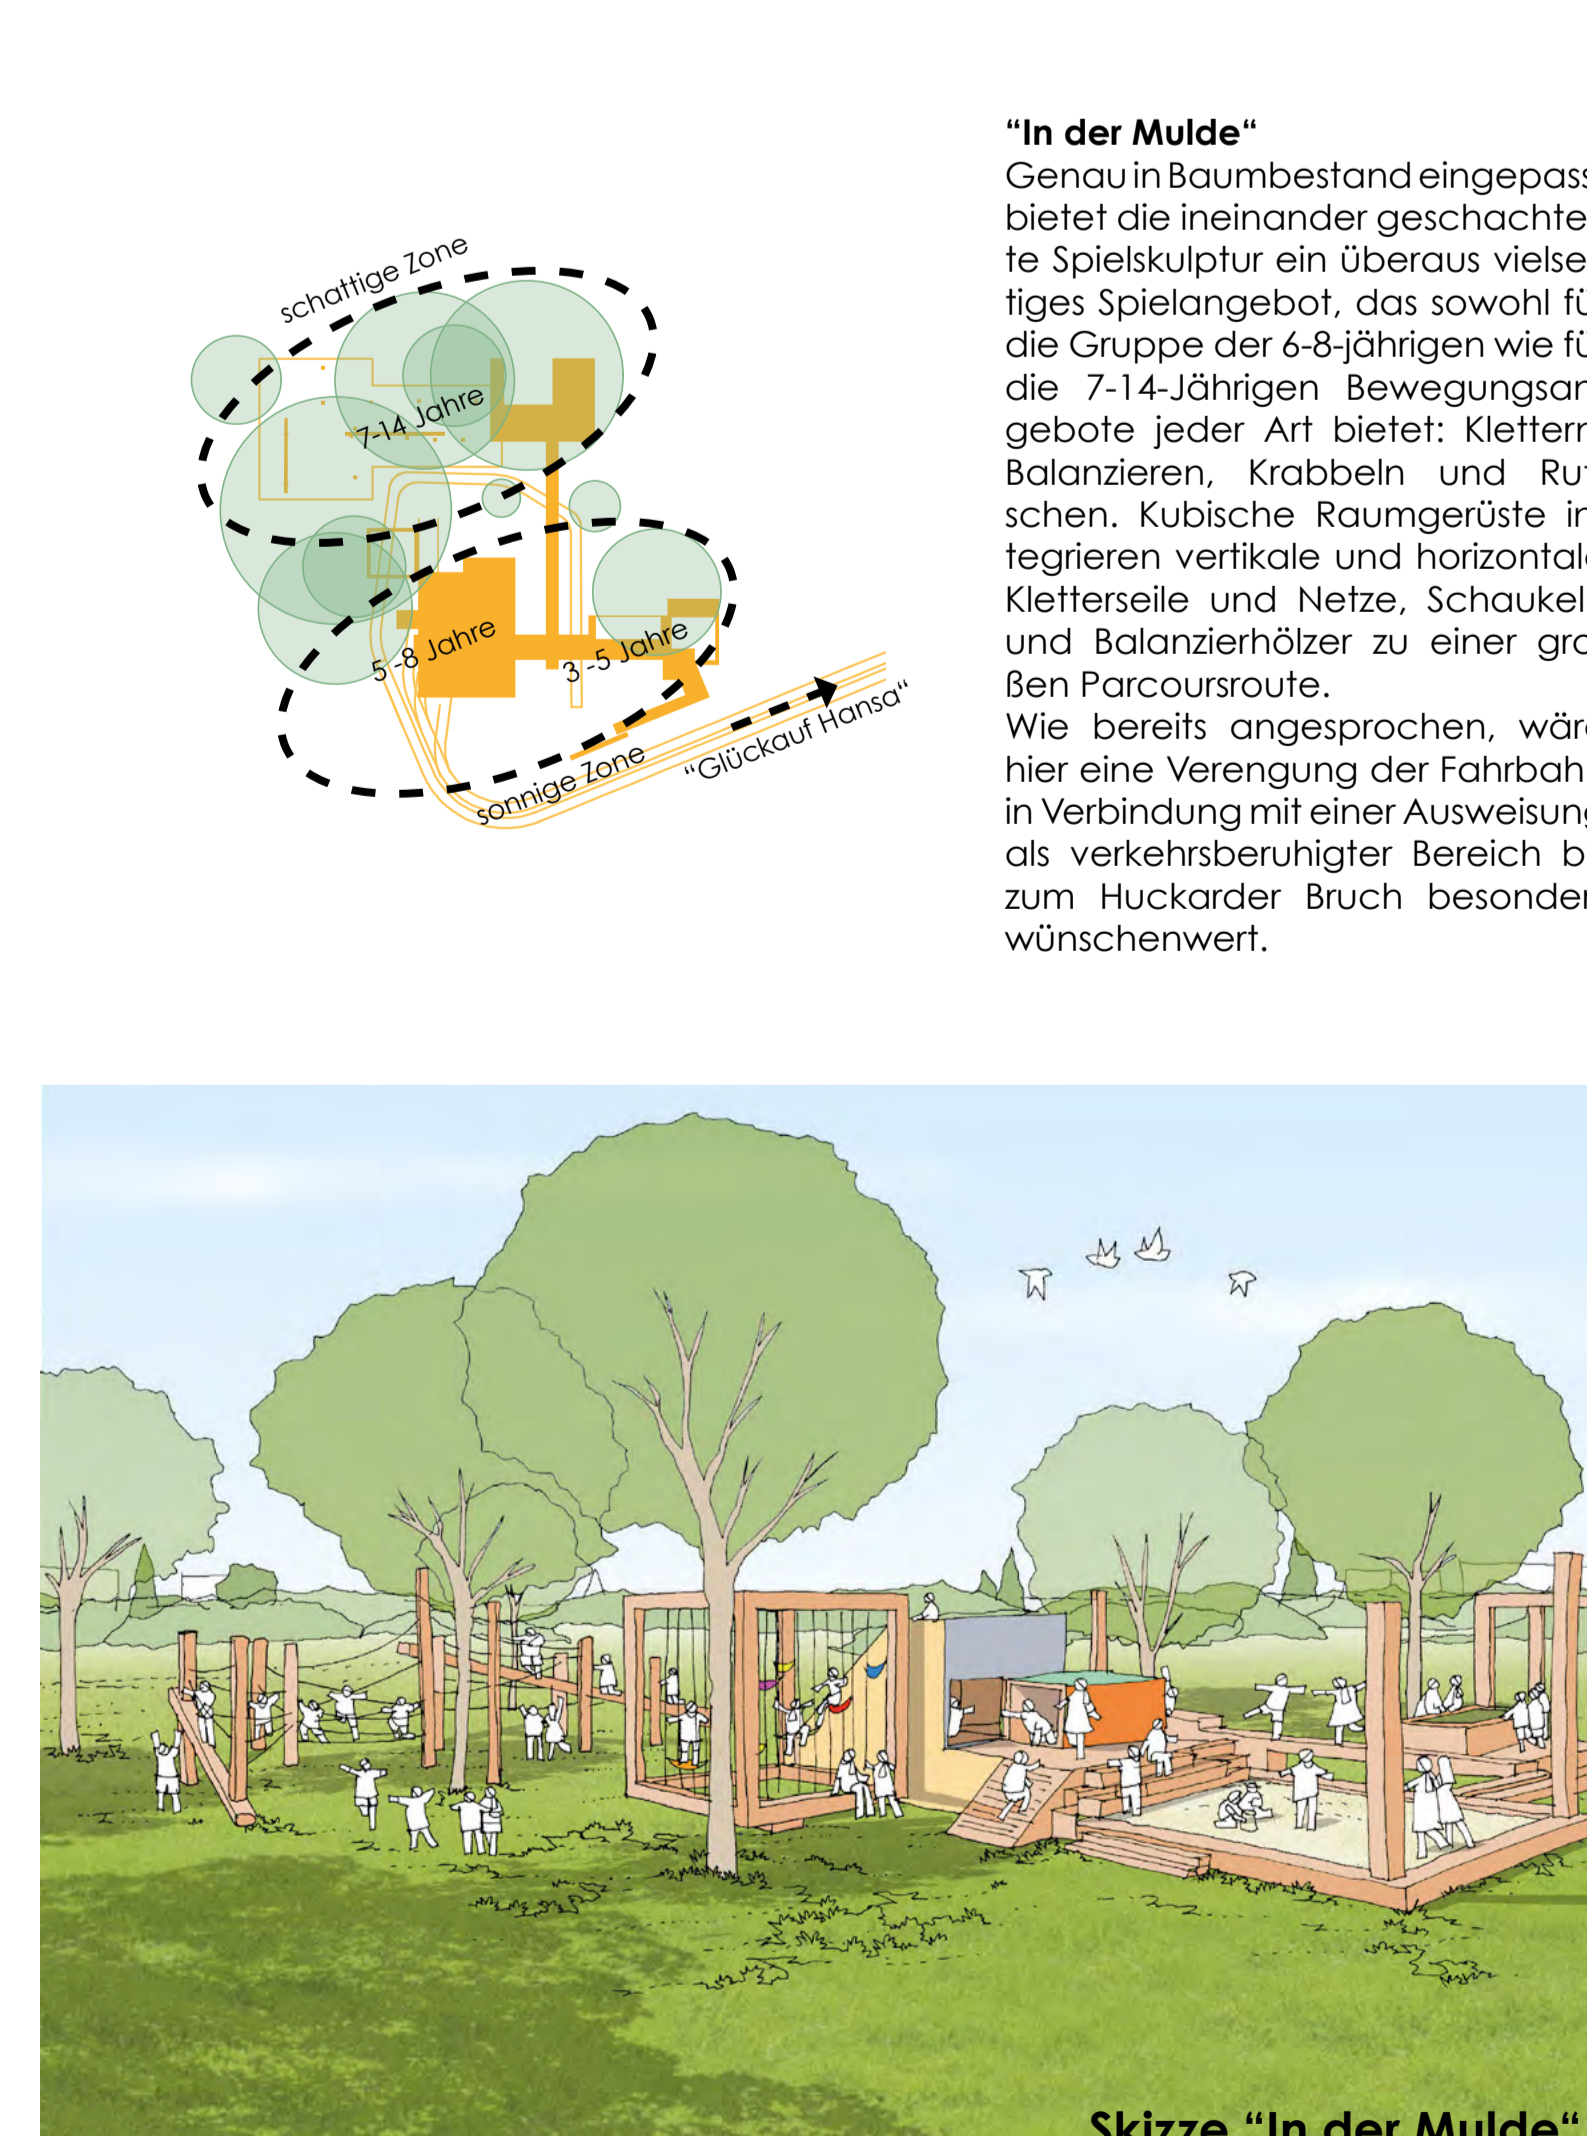 schattige Zone
7-14 Jahre
5 -8 Jahre
3 -5 Jahre
sonnige Zone
“Glückauf Hansa“
“In der Mulde“
Genau in Baumbestand eingepass
bietet die ineinander geschachte
te Spielskulptur ein überaus vielse
tiges Spielangebot, das sowohl fü
die Gruppe der 6-8-jährigen wie fü
die 7-14-Jährigen Bewegungsan
gebote jeder Art bietet: Klettern
Balanzieren, Krabbeln und Rut
schen. Kubische Raumgerüste in
tegrieren vertikale und horizontale
Kletterseile und Netze, Schaukel
und Balanzierhölzer zu einer gro
ßen Parcoursroute.
Wie bereits angesprochen, wäre
hier eine Verengung der Fahrbah
in Verbindung mit einer Ausweisung
als verkehrsberuhigter Bereich b
zum Huckarder Bruch besonder
wünschenwert.
Skizze “In der Mulde“